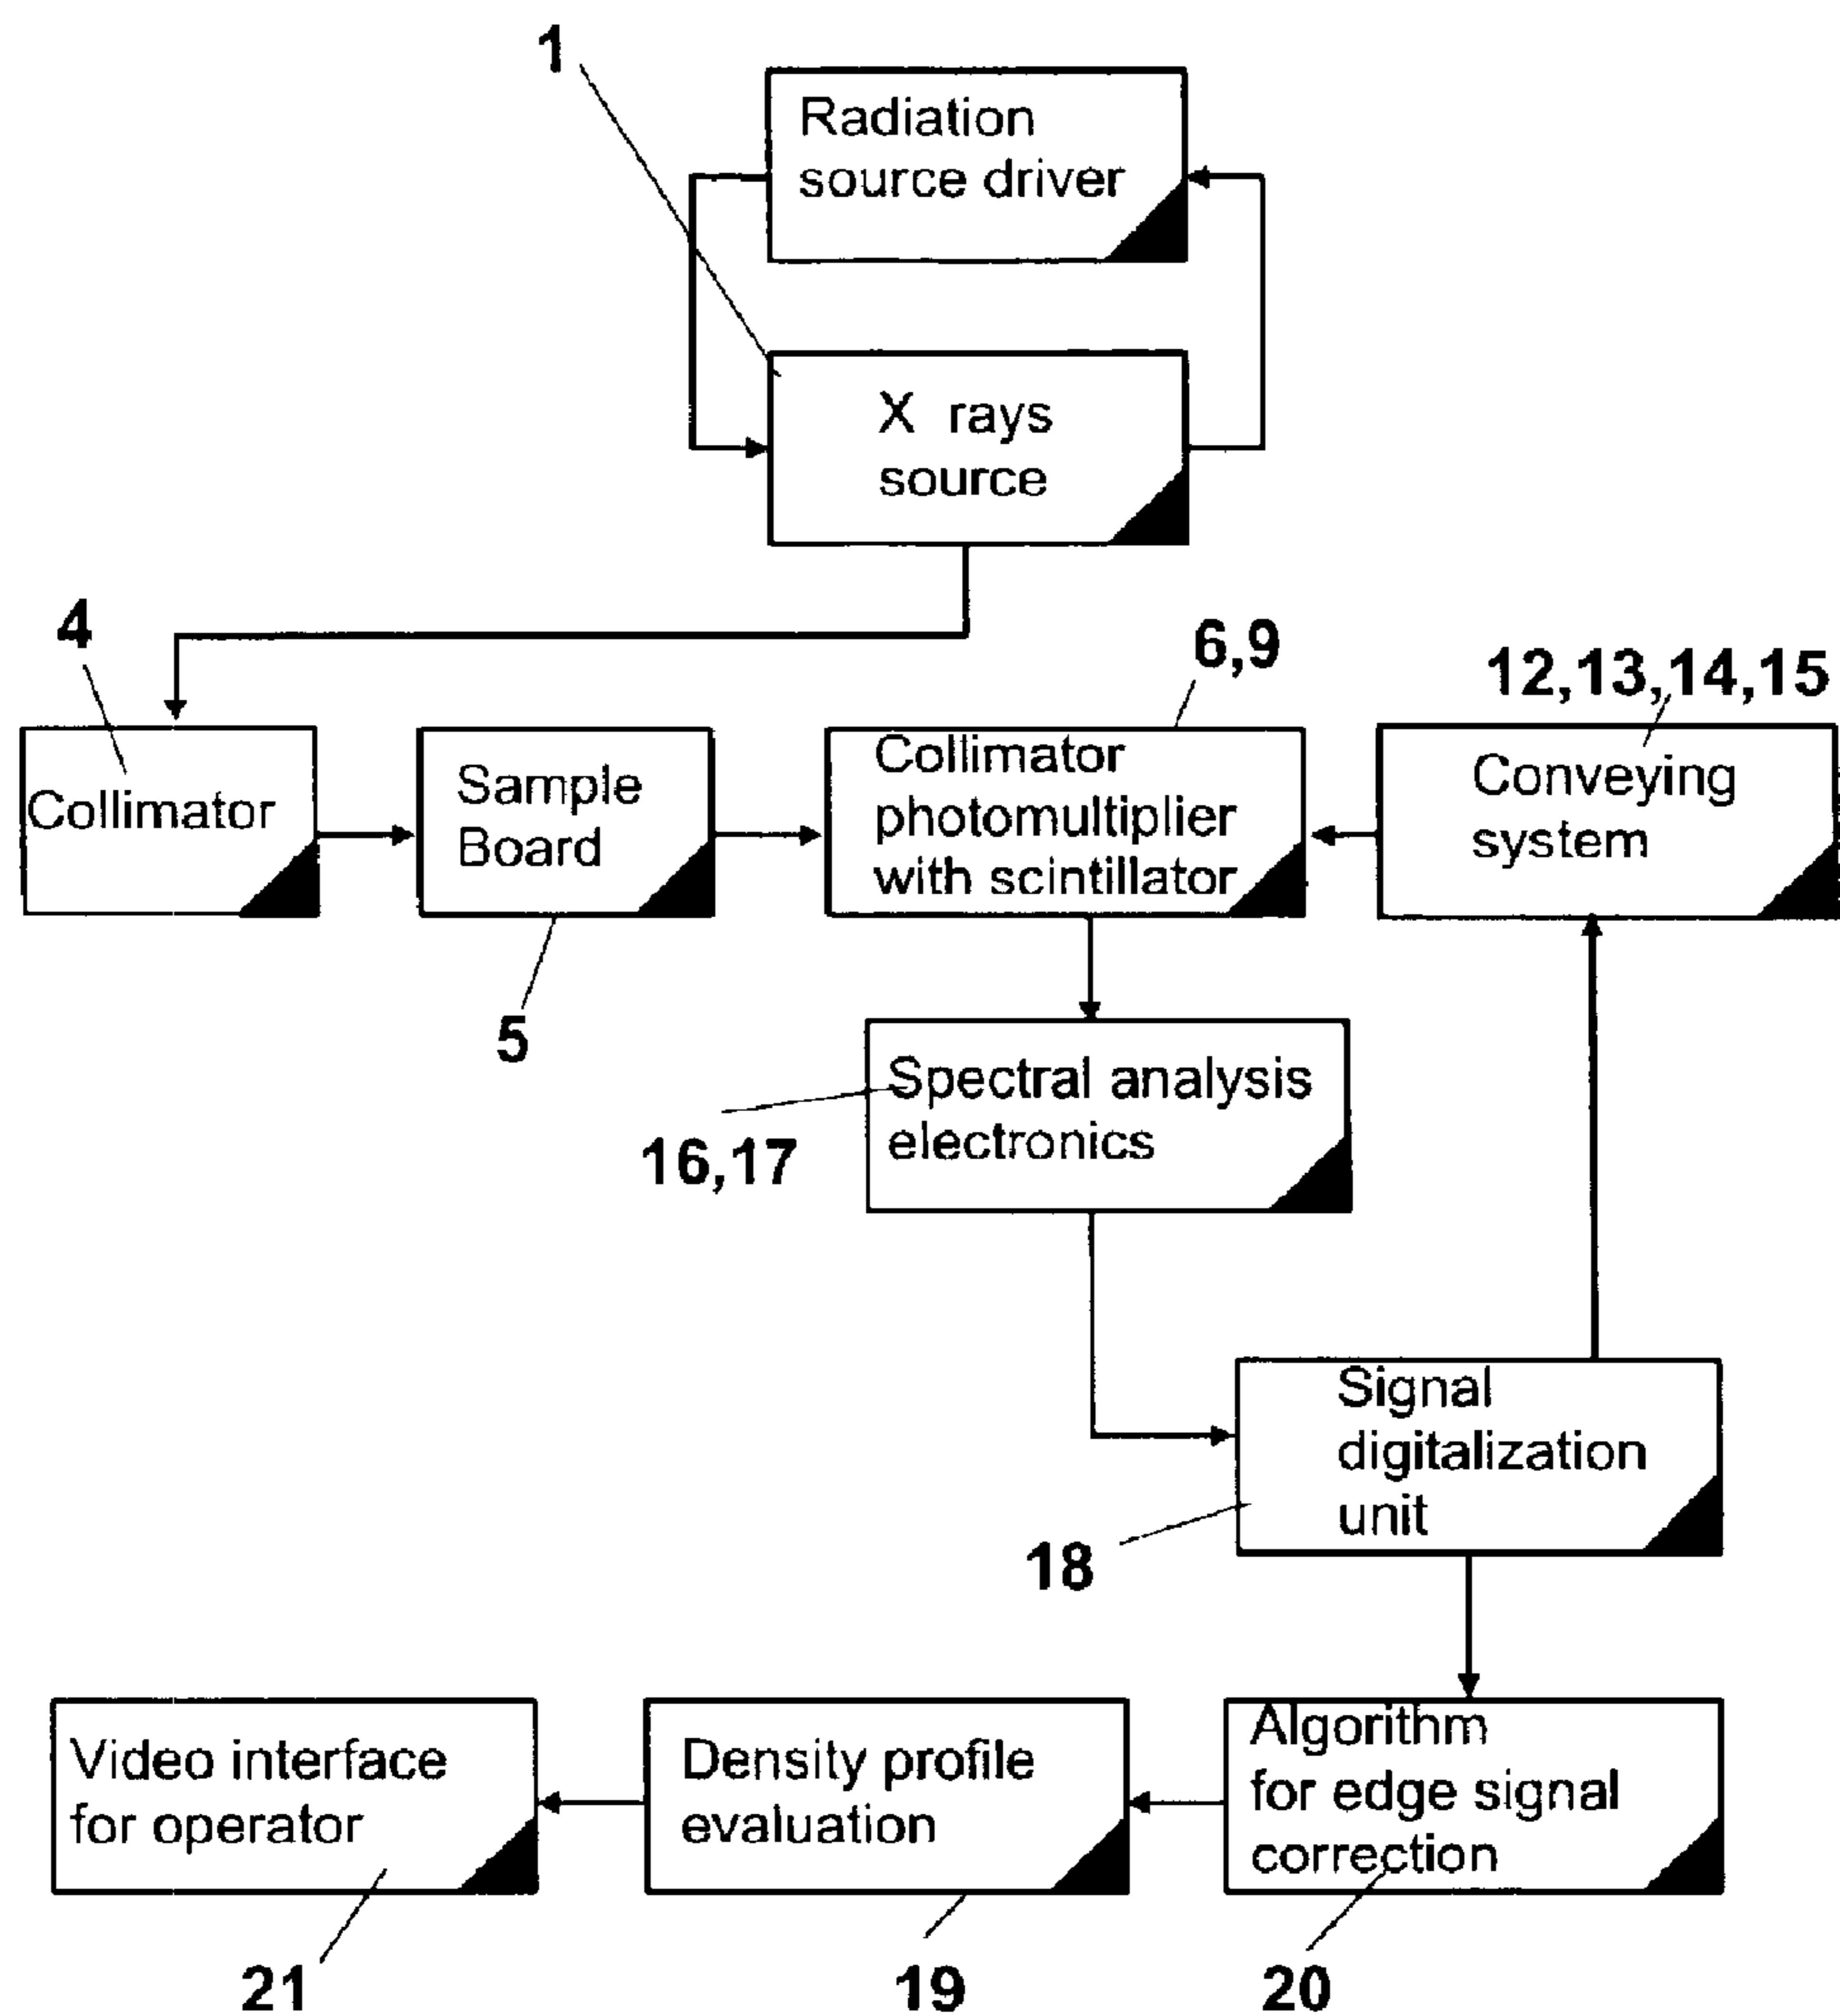 1
Radiation
source driver
X rays
source
4
6,9
12,13,14,15
Collimator
Sample
Board
Collimator
photomultiplier
with scintillator
Conveying
system
5
Spectral analysis
electronics
16,17
Signal
digitalization
unit
18
Video interface
for operator
Density profile
evaluation
Algorithm
for edge signal
correction
21
19
20